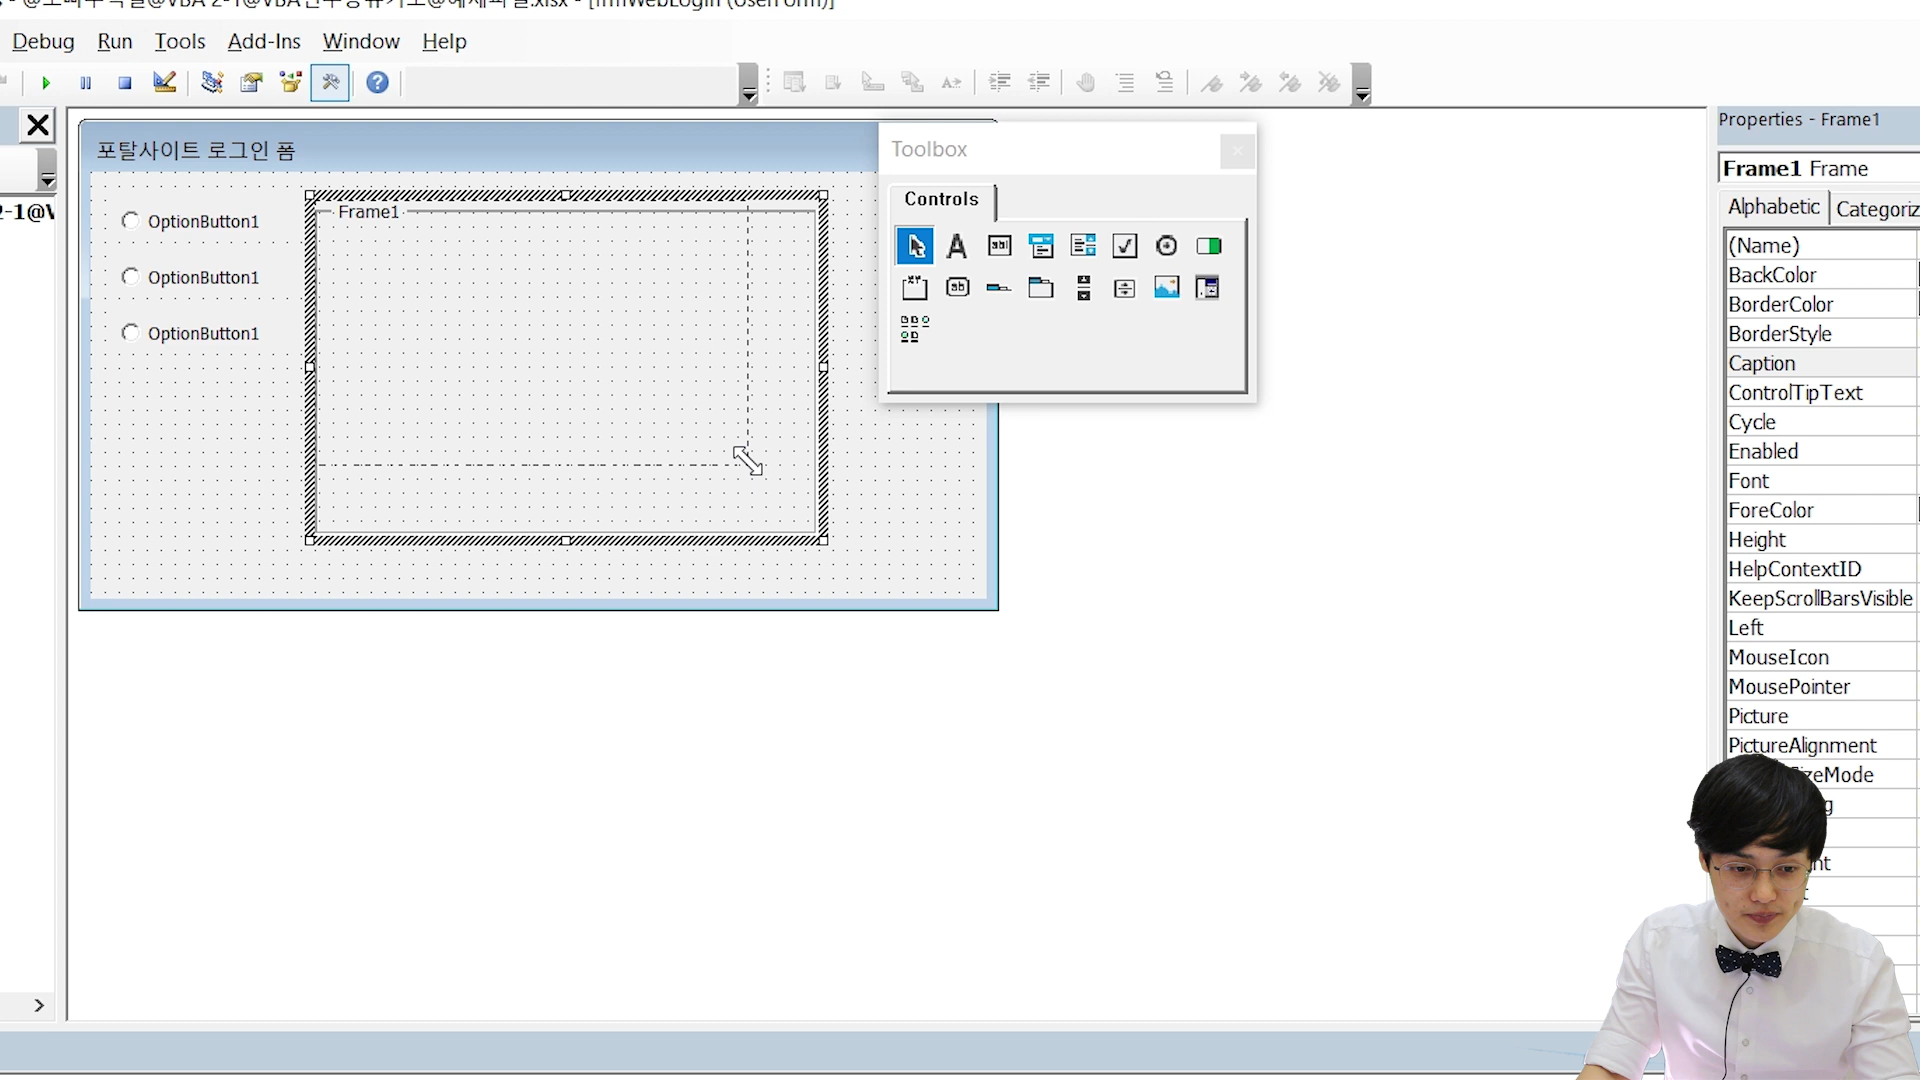 [frmWebLogin (UserForm)]
Debug Run Tools Add-Ins Window Help
포탈사이트 로그인 폼
OptionButton1
OptionButton1
OptionButton1
Frame1
Toolbox
Controls
Properties - Frame1
Frame1 Frame
Alphabetic
(Name)
BackColor
BorderColor
BorderStyle
Caption
ControlTipText
Cycle
Enabled
Font
ForeColor
Height
HelpContextID
KeepScrollBarsVisible
Left
MouseIcon
MousePointer
Picture
PictureAlignment